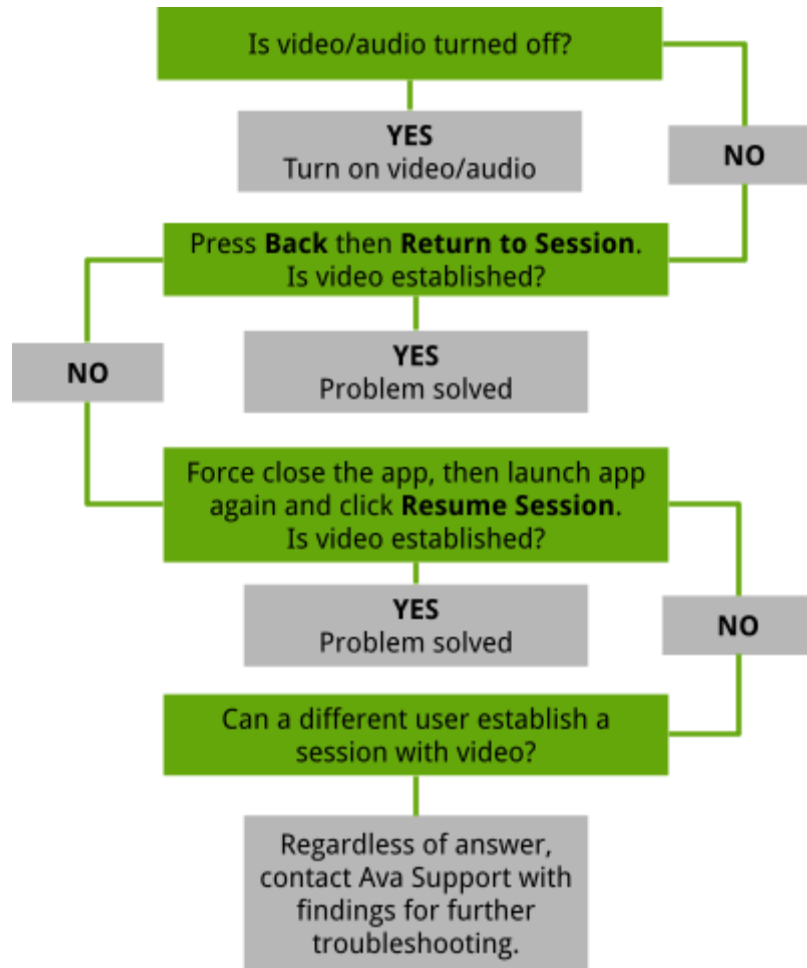 Is video/audio turned off?
YES
Turn on video/audio
NO
Press Back then Return to Session.
Is video established?
YES
Problem solved
NO
Force close the app, then launch app
again and click Resume Session.
Is video established?
YES
Problem solved
NO
Can a different user establish a
session with video?
Regardless of answer,
contact Ava Support with
findings for further
troubleshooting.